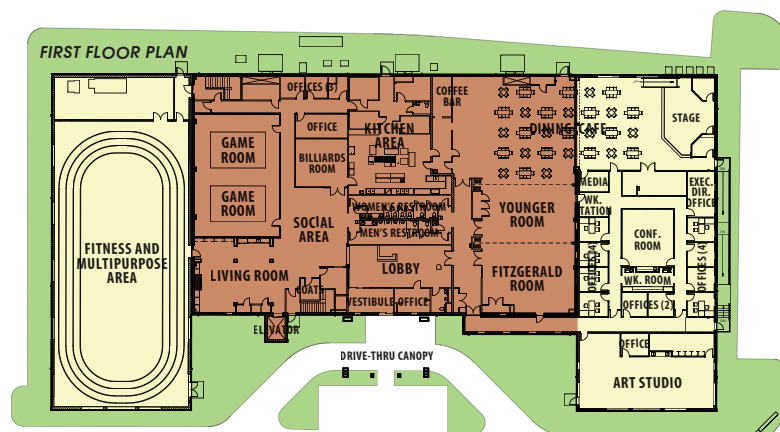 FIRST FLOOR PLAN
OFFICES (3)
COFFEE
BAR
OFFICE
KITCHEN
AREA
DINING/CAFE
STAGE
GAME
ROOM
BILLIARDS
ROOM
GAME
ROOM
MEDIA
EXEC.
DIR.
OFFICE
WK.
STATION
WOMEN'S RESTROOM
MEN'S RESTROOM
YOUNGER
ROOM
SOCIAL
AREA
CONF.
ROOM
FITNESS AND
MULTIPURPOSE
AREA
LIVING ROOM
LOBBY
FITZGERALD
ROOM
OFFICES (4)
WK. ROOM
OFFICES (4)
COATS
VESTIBULE
OFFICE
OFFICES (2)
ELEVATOR
DRIVE-THRU CANOPY
OFFICE
ART STUDIO